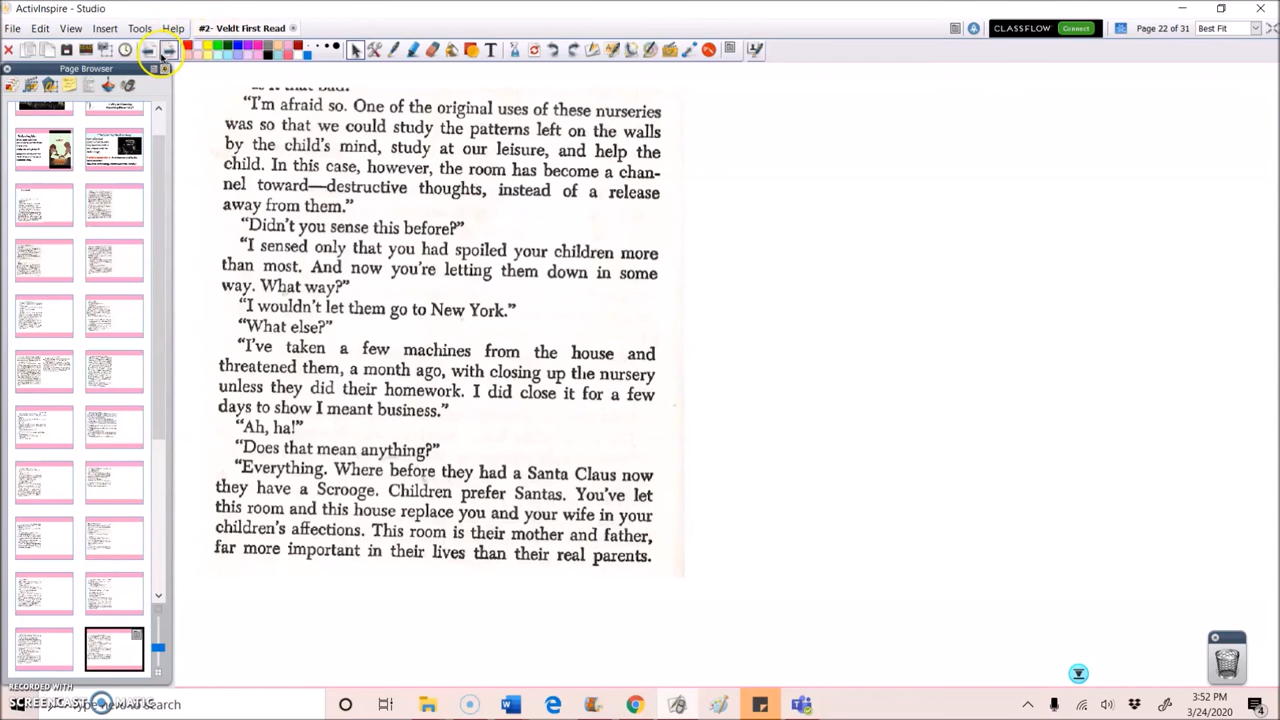 ActivInspire - Studio
File Edit View Insert Tools Help #2- Veldt First Read CLASSFLOW Connect Page 22 of 31 Best Fit
Page Browser
"I'm afraid so. One of the original uses of these nurseries
was so that we could study the patterns left on the walls
by the child's mind, study at our leisure, and help the
child. In this case, however, the room has become a chan-
nel toward—destructive thoughts, instead of a release
away from them."
"Didn't you sense this before?"
"I sensed only that you had spoiled your children more
than most. And now you're letting them down in some
way. What way?"
"I wouldn't let them go to New York."
"What else?"
"I've taken a few machines from the house and
threatened them, a month ago, with closing up the nursery
unless they did their homework. I did close it for a few
days to show I meant business."
"Ah, ha!"
"Does that mean anything?"
"Everything. Where before they had a Santa Claus now
they have a Scrooge. Children prefer Santas. You've let
this room and this house replace you and your wife in your
children's affections. This room is their mother and father,
far more important in their lives than their real parents.
RECORDED WITH
SCREENCAST MATIC
to search
3:52 PM
3/24/2020
4